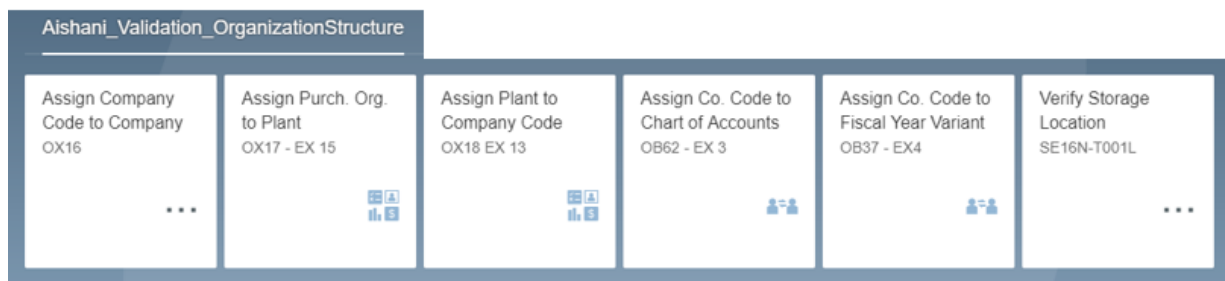 Aishani_Validation_OrganizationStructure
Assign Company
Code to Company
OX16
Assign Purch. Org.
to Plant
OX17 - EX 15
Assign Plant to
Company Code
OX18 EX 13
Assign Co. Code to
Chart of Accounts
OB62 - EX 3
Assign Co. Code to
Fiscal Year Variant
OB37 - EX4
Verify Storage
Location
SE16N-T001L